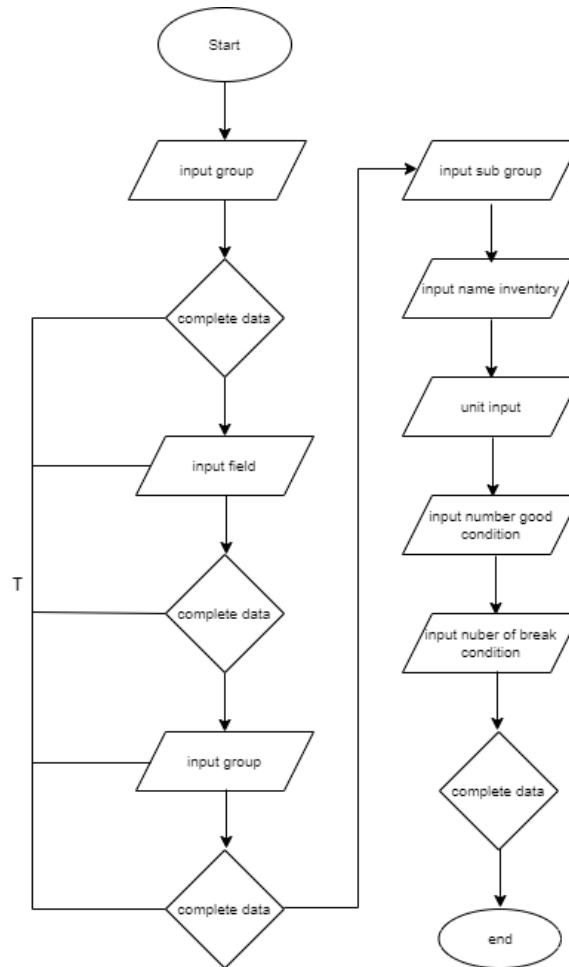 Start
input group
complete data
input field
T
complete data
input group
complete data
input sub group
input name inventory
unit input
input number good
condition
input nuber of break
condition
complete data
end